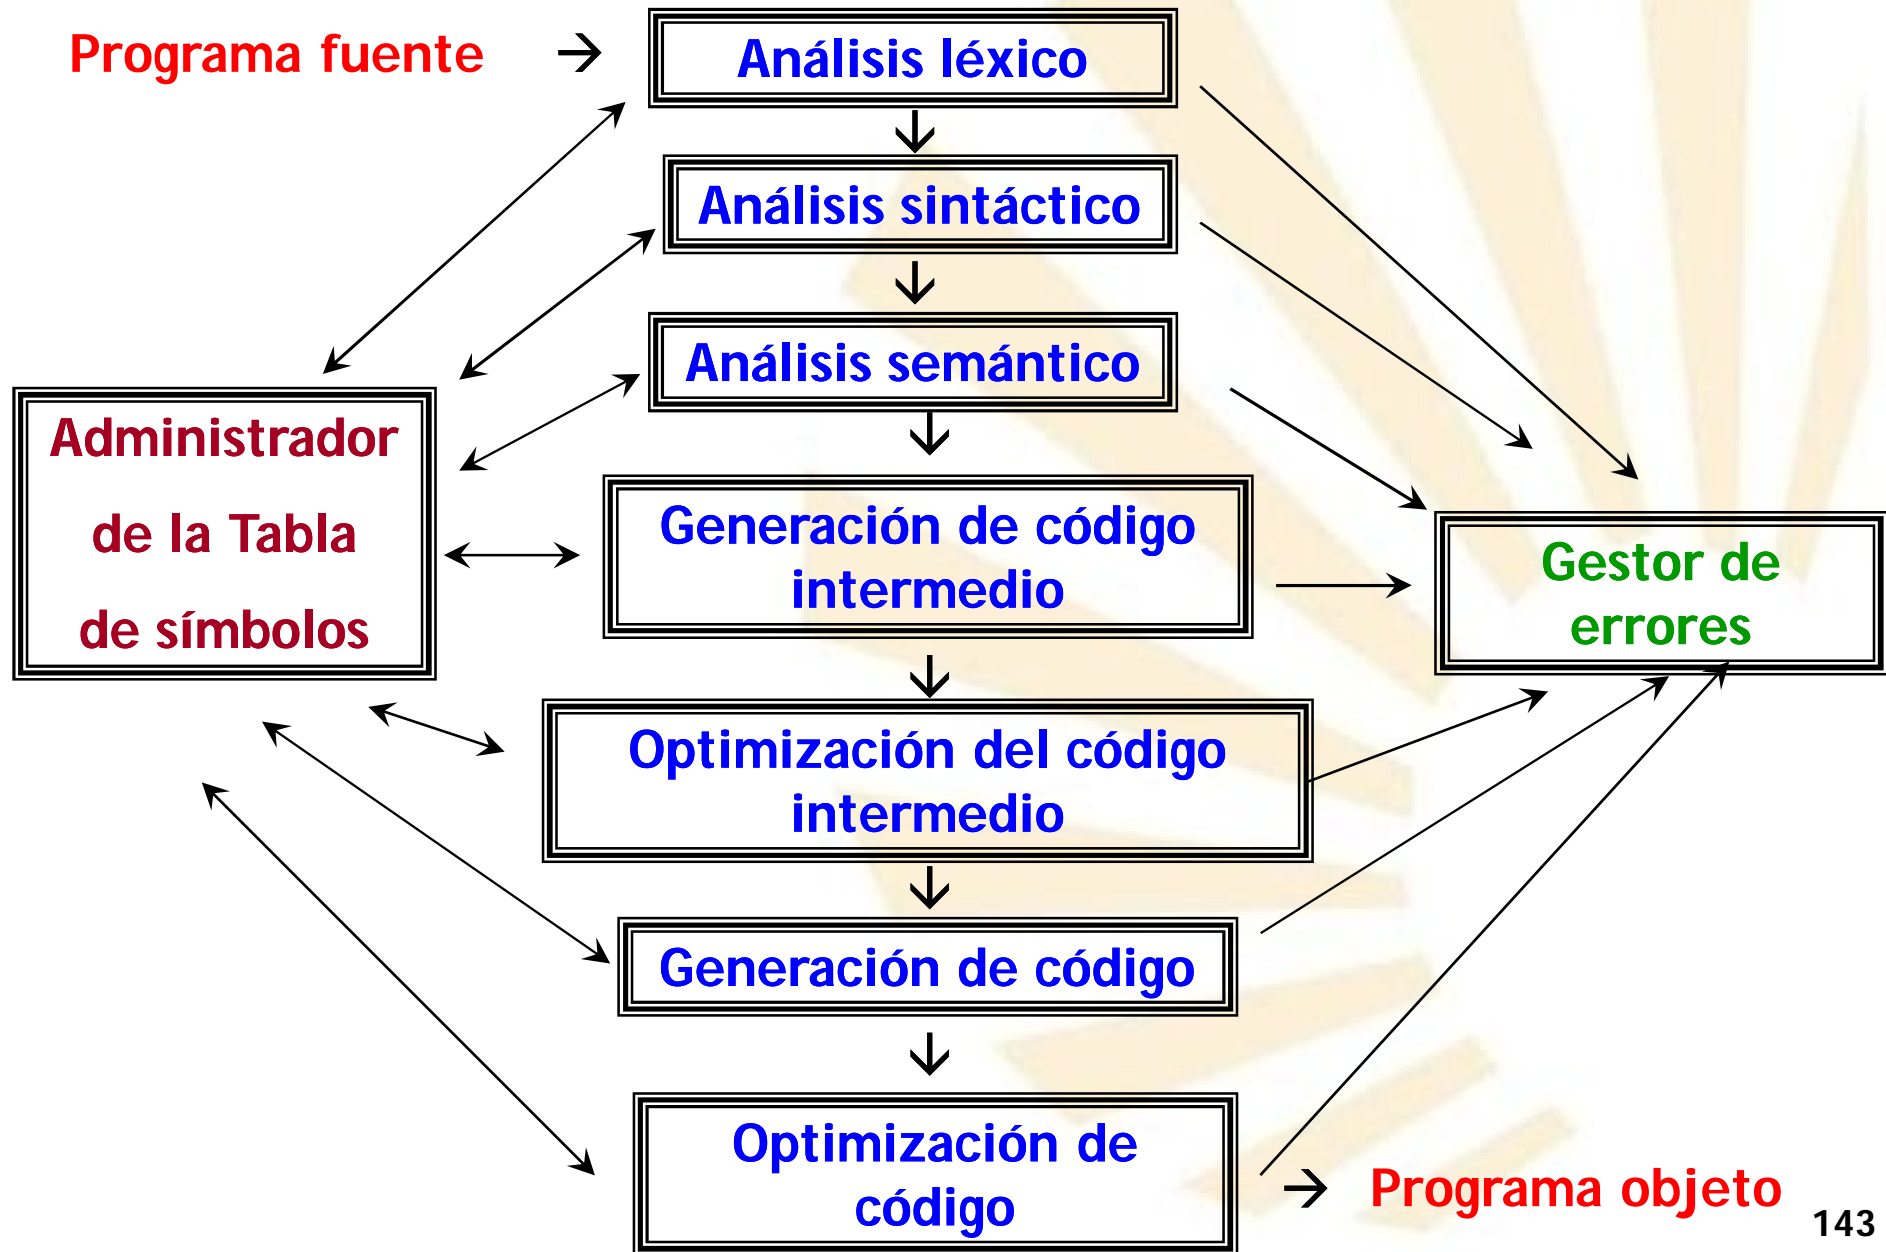 Programa fuente → Análisis léxico
Análisis sintáctico
Análisis semántico
Administrador
de la Tabla
de símbolos
Generación de código
intermedio
Gestor de
errores
Optimización del código
intermedio
Generación de código
Optimización de
código
→ Programa objeto
143